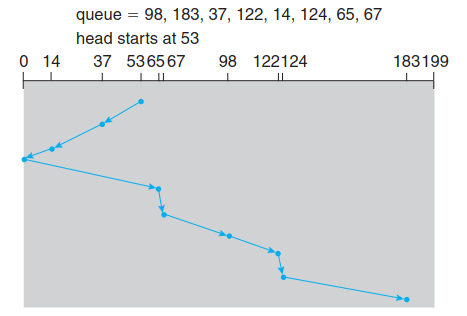 queue = 98, 183, 37, 122, 14, 124, 65, 67
head starts at 53
0 14 37 53 65 67 98 122 124 183 199